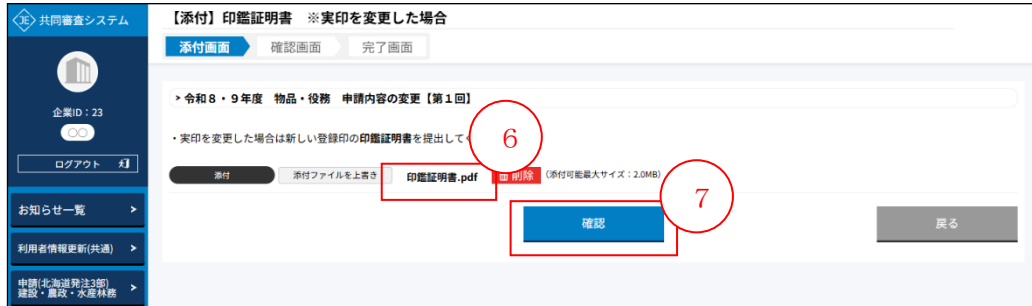 JE 共同審査システム
企業ID：23
○○
ログアウト
お知らせ一覧 >
利用者情報更新(共通) >
申請(北海道発注3部)
建設・農政・水産林務 >
【添付】印鑑証明書　※実印を変更した場合
添付画面　確認画面　完了画面
> 令和８・９年度　物品・役務　申請内容の変更【第１回】
・実印を変更した場合は新しい登録印の印鑑証明書を提出して
6
添付　添付ファイルを上書き　印鑑証明書.pdf　削除　(添付可能最大サイズ：2.0MB)
7
確認　戻る